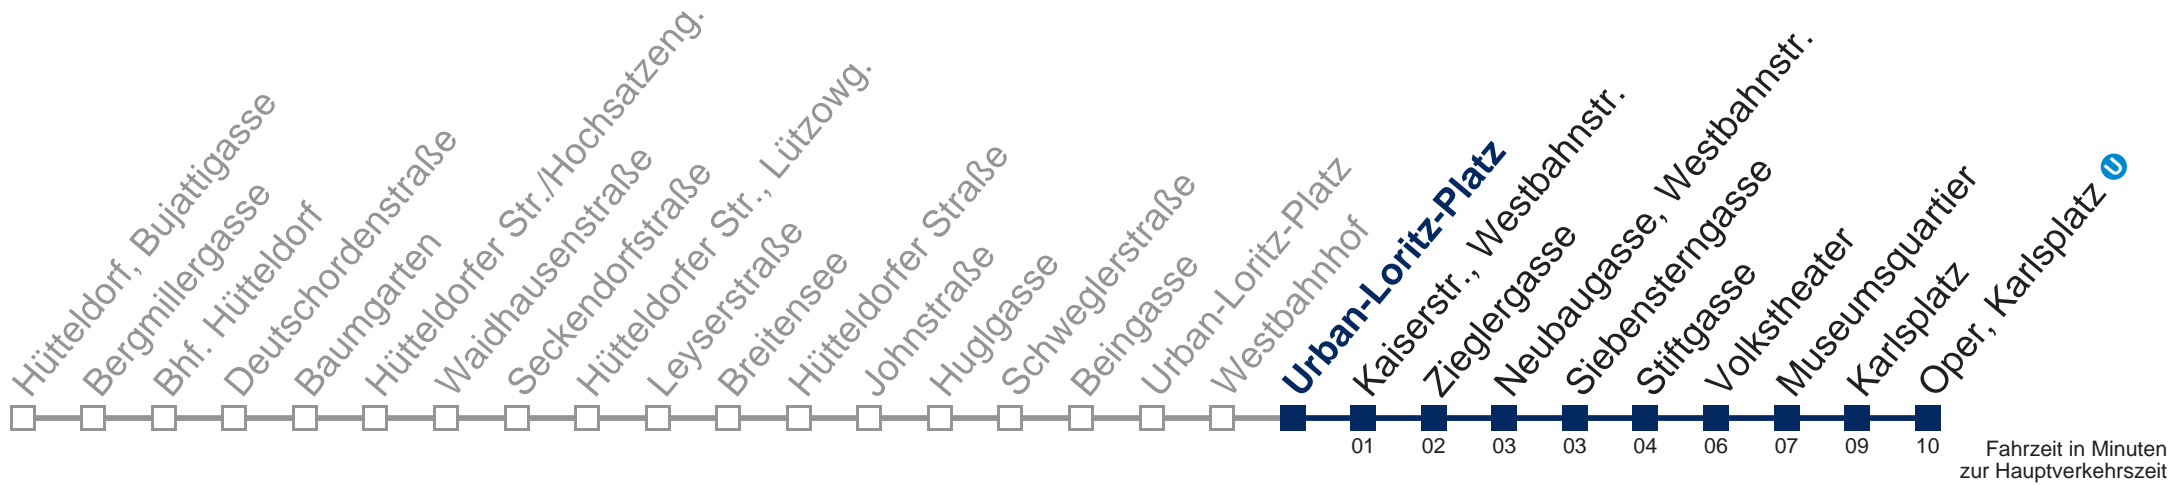 Hütteldorf, Bujattigasse
Bergmillergasse
Bhf. Hütteldorf
Deutschordenstraße
Baumgarten
Hütteldorfer Str./Hochsatzeng.
Waidhausenstraße
Seckendorfstraße
Hütteldorfer Str., Lützowg.
Leyserstraße
Breitensee
Hütteldorfer Straße
Johnstraße
Huglgasse
Schweglerstraße
Beingasse
Urban-Loritz-Platz
Westbahnhof
Urban-Loritz-Platz
Kaiserstr., Westbahnstr.
Zieglergasse
Neubaugasse, Westbahnstr.
Siebensterngasse
Stiftgasse
Volkstheater
Museumsquartier
Karlsplatz
Oper, Karlsplatz U
01 02 03 03 04 06 07 09 10
Fahrzeit in Minuten
zur Hauptverkehrszeit